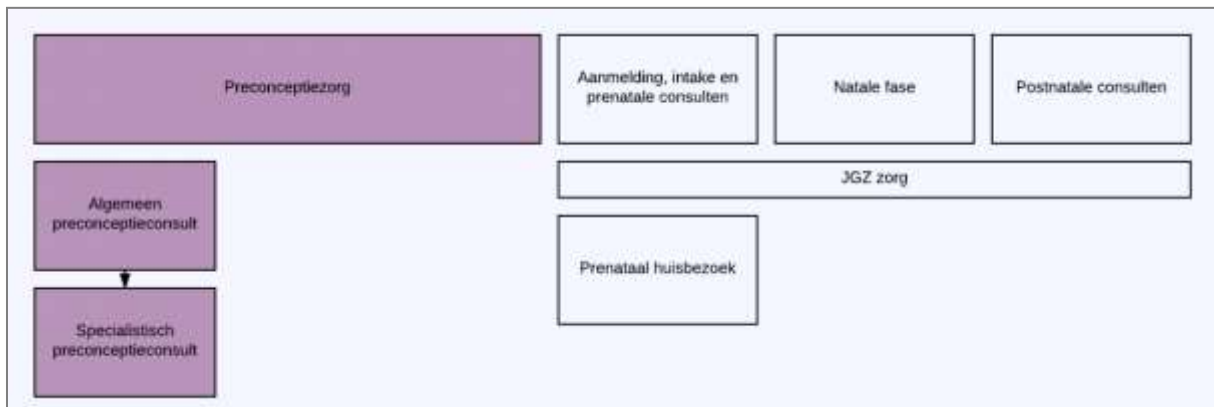 Preconceptiezorg
Aanmelding, intake en
prenatale consulten
Natale fase
Postnatale consulten
JGZ zorg
Algemeen
preconceptieconsult
Prenataal huisbezoek
Specialistisch
preconceptieconsult